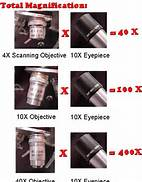 Total Magnification:
X = 40 X
4X Scanning Objective 10X Eyepiece
X = 100 X
10X Objective 10X Eyepiece
X = 400X
40X Objective 10X Eyepiece